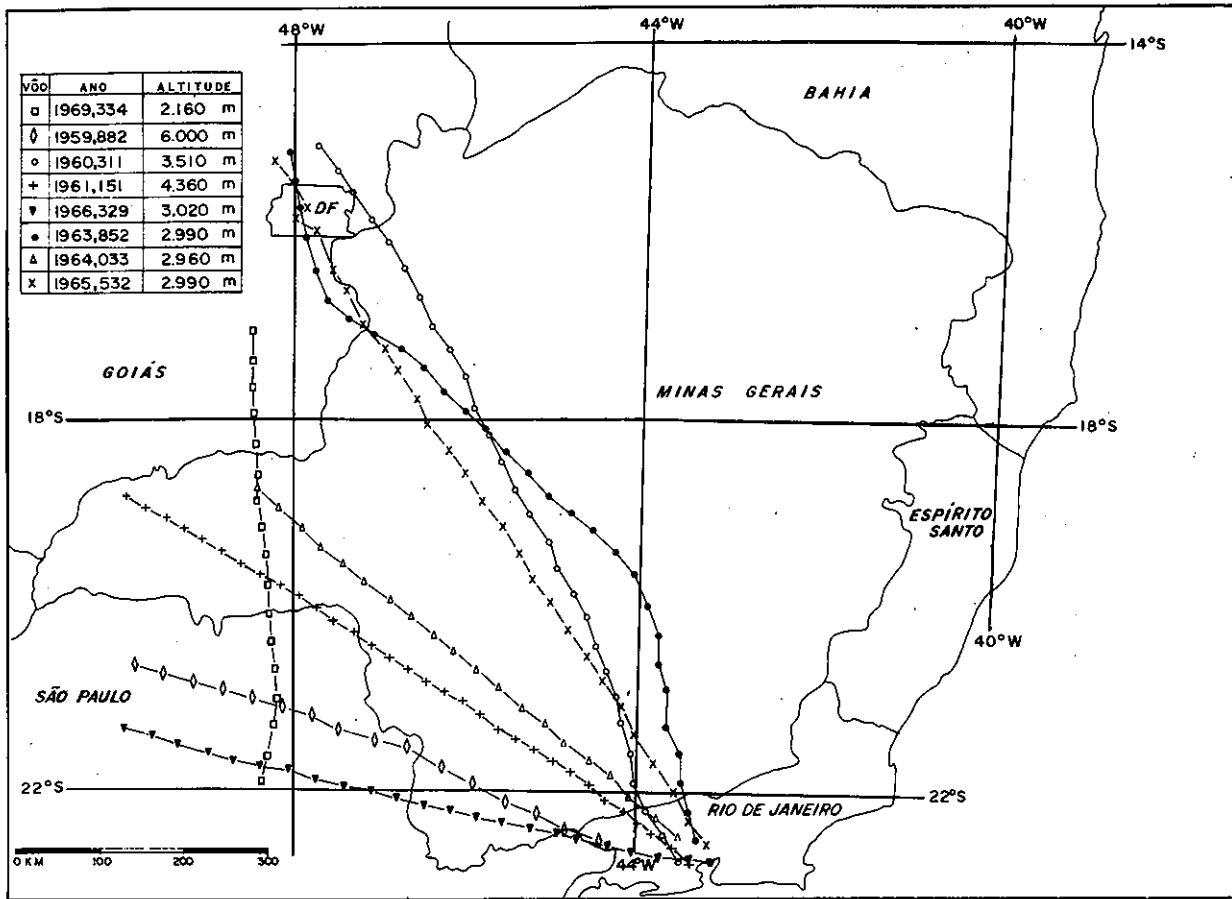 48°W 44°W 40°W
14°S
BAHIA
VÔO ANO ALTITUDE
1969,334 2.160 m
1959,882 6.000 m
1960,311 3.510 m
+ 1961,151 4.360 m
1966,329 3.020 m
1963,852 2.990 m
1964,033 2.960 m
x 1965,532 2.990 m
DF
GOIÁS
MINAS GERAIS
18°S 18°S
ESPÍRITO
SANTO
40°W
SÃO PAULO
22°S 22°S
RIO DE JANEIRO
0 KM 100 200 300
44°W